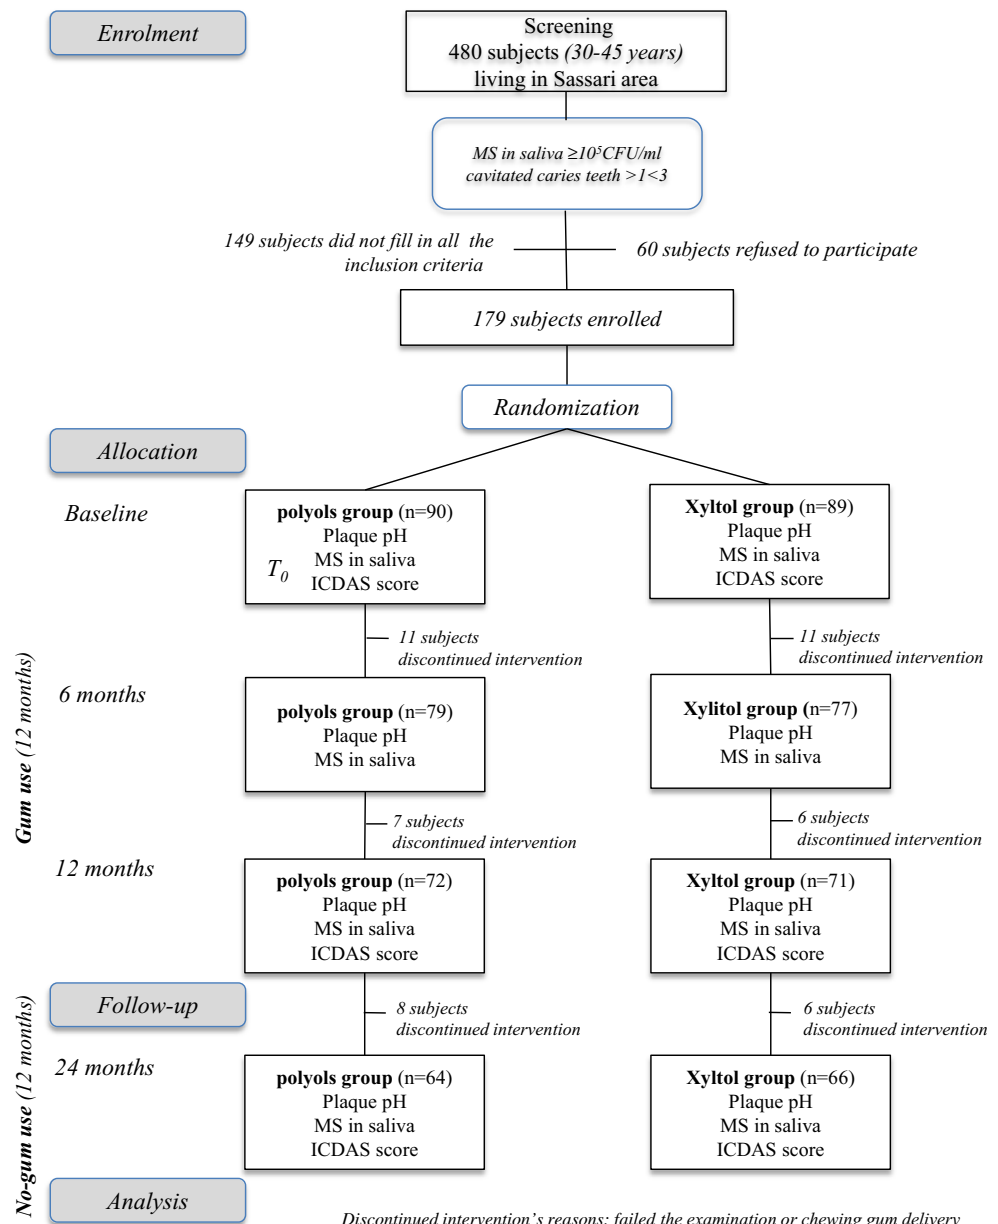 Enrolment
Screening
480 subjects (30-45 years)
living in Sassari area
MS in saliva ≥10⁵CFU/ml
cavitated caries teeth >1<3
149 subjects did not fill in all the
inclusion criteria
60 subjects refused to participate
179 subjects enrolled
Randomization
Allocation
Baseline
polyols group (n=90)
Plaque pH
MS in saliva
ICDAS score
T₀
Xyltol group (n=89)
Plaque pH
MS in saliva
ICDAS score
11 subjects
discontinued intervention
11 subjects
discontinued intervention
Gum use (12 months)
6 months
polyols group (n=79)
Plaque pH
MS in saliva
Xylitol group (n=77)
Plaque pH
MS in saliva
7 subjects
discontinued intervention
6 subjects
discontinued intervention
12 months
polyols group (n=72)
Plaque pH
MS in saliva
ICDAS score
Xyltol group (n=71)
Plaque pH
MS in saliva
ICDAS score
Follow-up
8 subjects
discontinued intervention
6 subjects
discontinued intervention
No-gum use (12 months)
24 months
polyols group (n=64)
Plaque pH
MS in saliva
ICDAS score
Xyltol group (n=66)
Plaque pH
MS in saliva
ICDAS score
Analysis
Discontinued intervention's reasons: failed the examination or chewing gum delivery